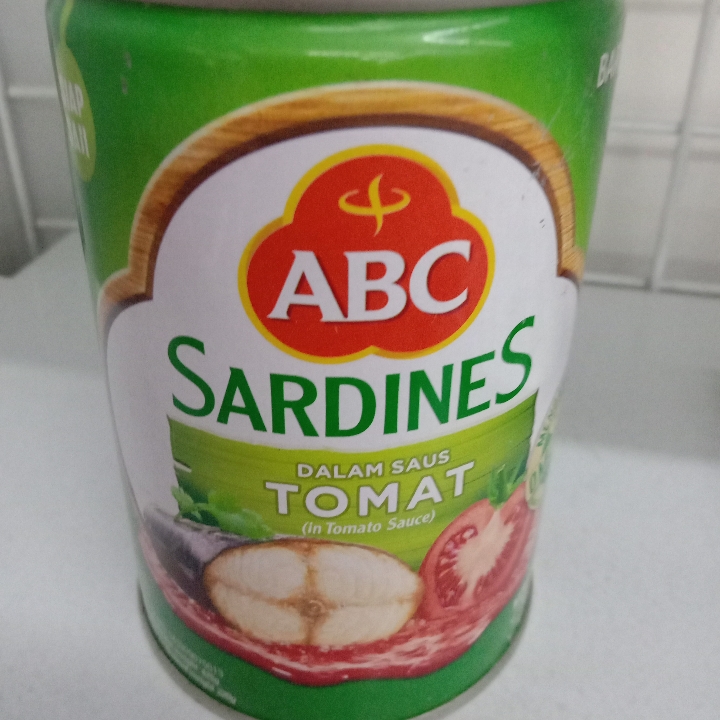 ABC
SARDINES
DALAM SAUS
TOMAT
(in Tomato Sauce)